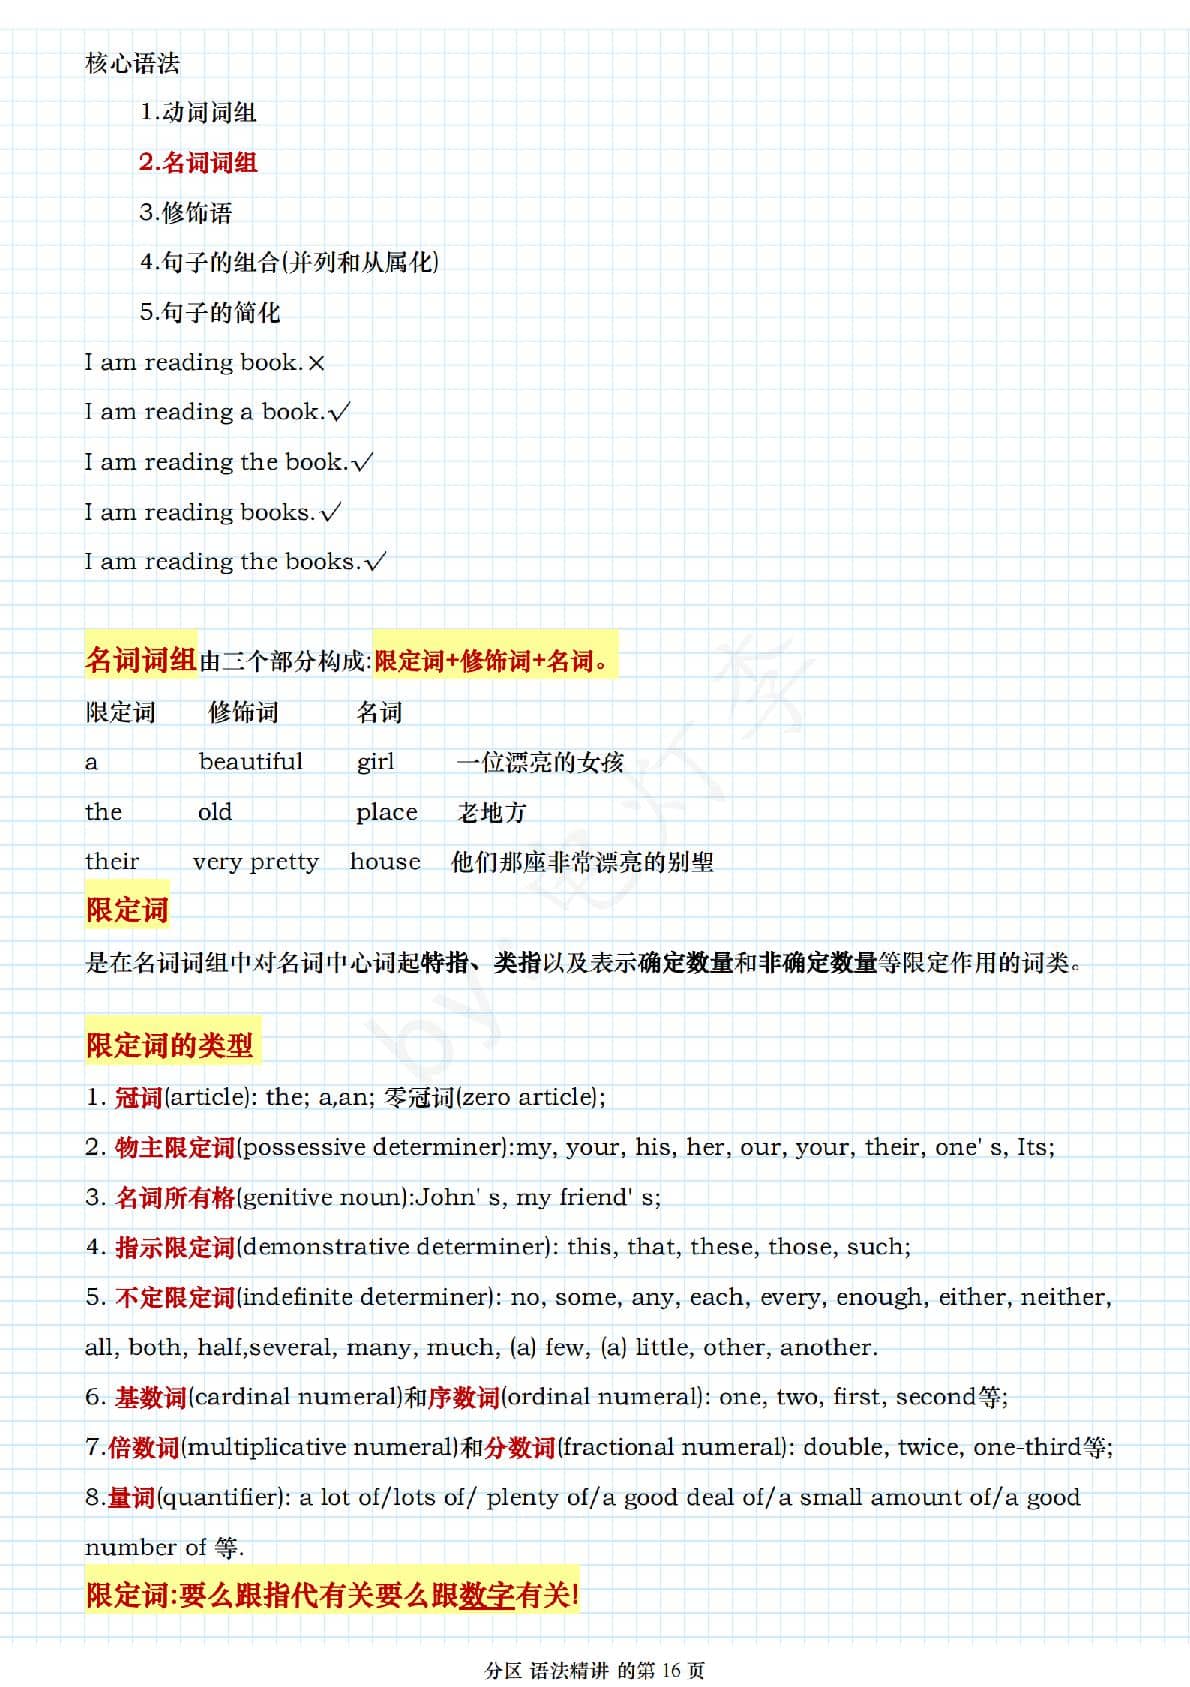 核心语法
1.动词词组
2.名词词组
3.修饰语
4.句子的组合(并列和从属化)
5.句子的简化
I am reading book.×
I am reading a book.√
I am reading the book.√
I am reading books.√
I am reading the books.√
名词词组由三个部分构成:限定词+修饰词+名词。
限定词 修饰词 名词
a beautiful girl 一位漂亮的女孩
the old place 老地方
their very pretty house 他们那座非常漂亮的别墅
限定词
是在名词词组中对名词中心词起特指、类指以及表示确定数量和非确定数量等限定作用的词类。
限定词的类型
1. 冠词(article): the; a,an; 零冠词(zero article);
2. 物主限定词(possessive determiner):my, your, his, her, our, your, their, one' s, Its;
3. 名词所有格(genitive noun):John' s, my friend' s;
4. 指示限定词(demonstrative determiner): this, that, these, those, such;
5. 不定限定词(indefinite determiner): no, some, any, each, every, enough, either, neither,
all, both, half,several, many, much, (a) few, (a) little, other, another.
6. 基数词(cardinal numeral)和序数词(ordinal numeral): one, two, first, second等;
7.倍数词(multiplicative numeral)和分数词(fractional numeral): double, twice, one-third等;
8.量词(quantifier): a lot of/lots of/ plenty of/a good deal of/a small amount of/a good
number of 等.
限定词:要么跟指代有关要么跟数字有关!
by 电灯李
分区 语法精讲 的第 16 页